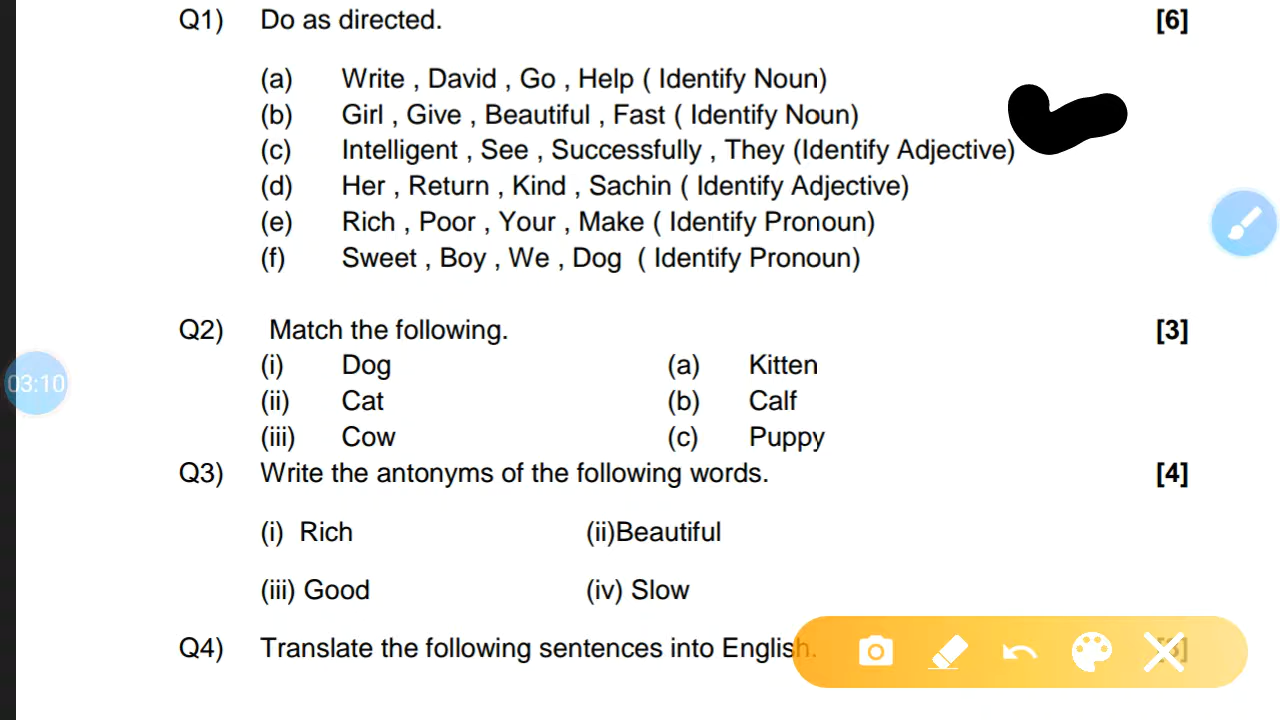 Q1) Do as directed. [6]
(a) Write , David , Go , Help ( Identify Noun)
(b) Girl , Give , Beautiful , Fast ( Identify Noun)
(c) Intelligent , See , Successfully , They (Identify Adjective)
(d) Her , Return , Kind , Sachin ( Identify Adjective)
(e) Rich , Poor , Your , Make ( Identify Pronoun)
(f) Sweet , Boy , We , Dog ( Identify Pronoun)
Q2) Match the following. [3]
(i) Dog (a) Kitten
03:10
(ii) Cat (b) Calf
(iii) Cow (c) Puppy
Q3) Write the antonyms of the following words. [4]
(i) Rich (ii)Beautiful
(iii) Good (iv) Slow
Q4) Translate the following sentences into English.